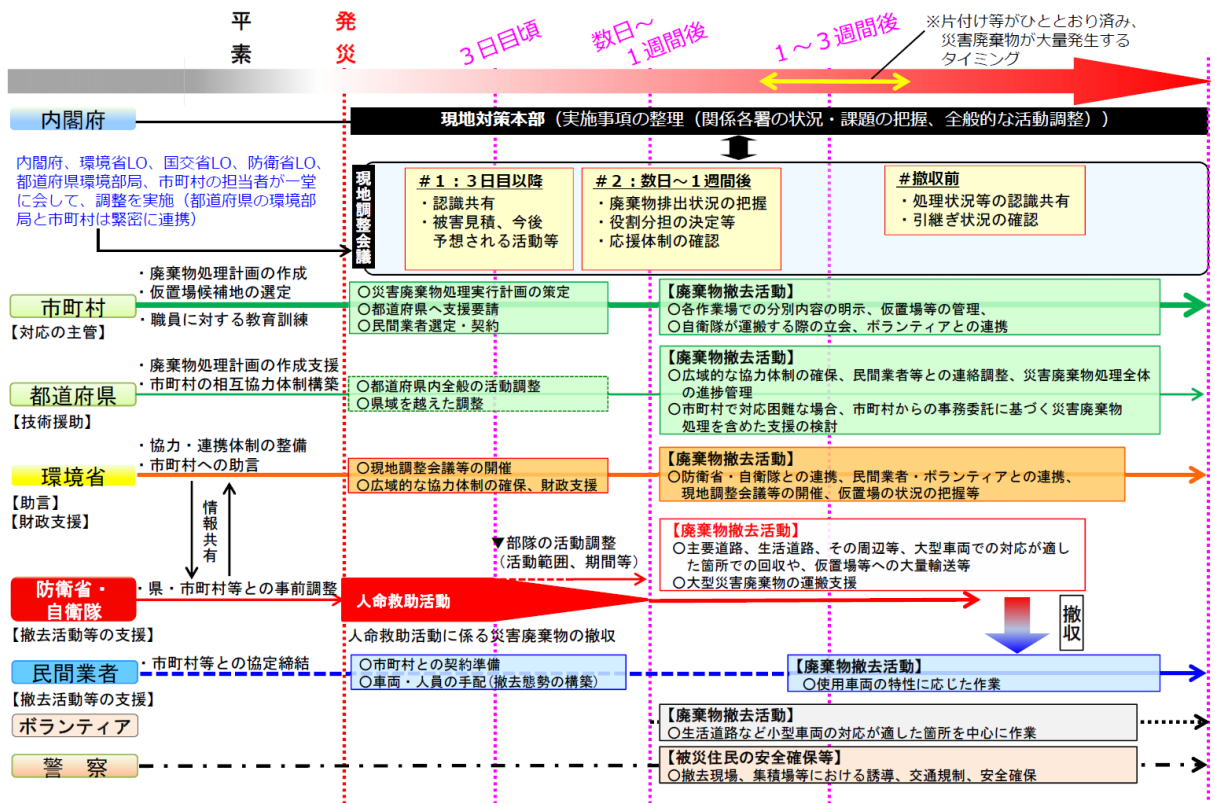 平素
発災
３日目頃
数日～
１週間後
１～３週間後
※片付け等がひととおり済み、
災害廃棄物が大量発生する
タイミング
内閣府
現地対策本部（実施事項の整理（関係各署の状況・課題の把握、全般的な活動調整））
内閣府、環境省LO、国交省LO、防衛省LO、
都道府県環境部局、市町村の担当者が一堂
に会して、調整を実施（都道府県の環境部
局と市町村は緊密に連携）
現地調整会議
＃１：３日目以降
・認識共有
・被害見積、今後
予想される活動等
＃２：数日～１週間後
・廃棄物排出状況の把握
・役割分担の決定等
・応援体制の確認
＃撤収前
・処理状況等の認識共有
・引継ぎ状況の確認
市町村
【対応の主管】
・廃棄物処理計画の作成
・仮置場候補地の選定
・職員に対する教育訓練
○災害廃棄物処理実行計画の策定
○都道府県へ支援要請
○民間業者選定・契約
【廃棄物撤去活動】
○各作業場での分別内容の明示、仮置場等の管理、
○自衛隊が運搬する際の立会、ボランティアとの連携
都道府県
【技術援助】
・廃棄物処理計画の作成支援
・市町村の相互協力体制構築
○都道府県内全般の活動調整
○県域を越えた調整
【廃棄物撤去活動】
○広域的な協力体制の確保、民間業者等との連絡調整、災害廃棄物処理全体
の進捗管理
○市町村で対応困難な場合、市町村からの事務委託に基づく災害廃棄物
処理を含めた支援の検討
環境省
【助言】
【財政支援】
・協力・連携体制の整備
・市町村への助言
○現地調整会議等の開催
○広域的な協力体制の確保、財政支援
【廃棄物撤去活動】
○防衛省・自衛隊との連携、民間業者・ボランティアとの連携、
現地調整会議等の開催、仮置場の状況の把握等
情報共有
▼部隊の活動調整
（活動範囲、期間等）
【廃棄物撤去活動】
○主要道路、生活道路、その周辺等、大型車両での対応が適し
た箇所での回収や、仮置場等への大量輸送等
○大型災害廃棄物の運搬支援
防衛省・
自衛隊
【撤去活動等の支援】
・県・市町村等との事前調整
人命救助活動
人命救助活動に係る災害廃棄物の撤収
撤収
民間業者
【撤去活動等の支援】
・市町村等との協定締結
○市町村との契約準備
○車両・人員の手配(撤去態勢の構築)
【廃棄物撤去活動】
○使用車両の特性に応じた作業
ボランティア
【廃棄物撤去活動】
○生活道路など小型車両の対応が適した箇所を中心に作業
警察
【被災住民の安全確保等】
○撤去現場、集積場等における誘導、交通規制、安全確保